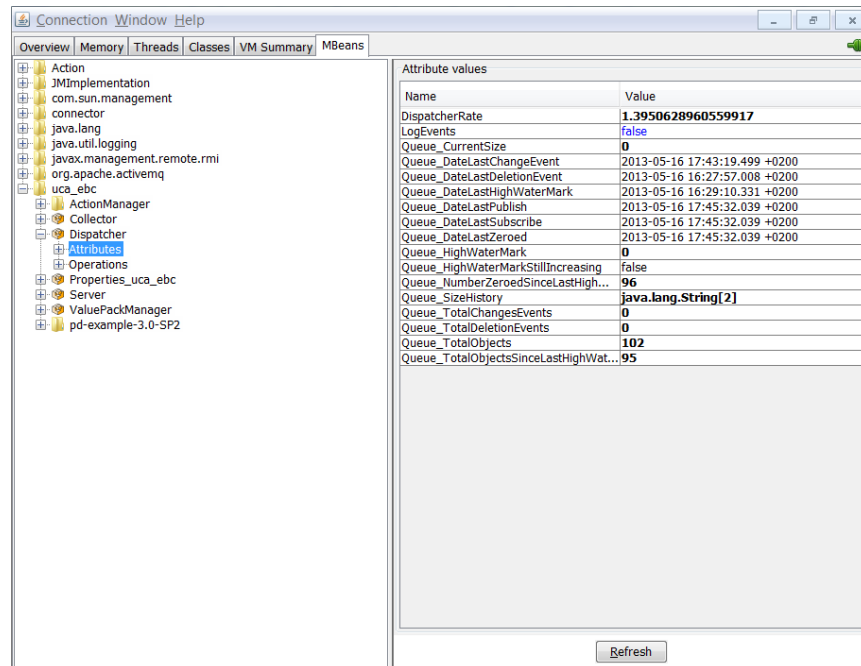 Connection Window Help
Overview Memory Threads Classes VM Summary MBeans
Action
JMImplementation
com.sun.management
connector
java.lang
java.util.logging
javax.management.remote.rmi
org.apache.activemq
uca_ebc
ActionManager
Collector
Dispatcher
Attributes
Operations
Properties_uca_ebc
Server
ValuePackManager
pd-example-3.0-SP2
Attribute values
Name Value
DispatcherRate 1.3950628960559917
LogEvents false
Queue_CurrentSize 0
Queue_DateLastChangeEvent 2013-05-16 17:43:19.499 +0200
Queue_DateLastDeletionEvent 2013-05-16 16:27:57.008 +0200
Queue_DateLastHighWaterMark 2013-05-16 16:29:10.331 +0200
Queue_DateLastPublish 2013-05-16 17:45:32.039 +0200
Queue_DateLastSubscribe 2013-05-16 17:45:32.039 +0200
Queue_DateLastZeroed 2013-05-16 17:45:32.039 +0200
Queue_HighWaterMark 0
Queue_HighWaterMarkStillIncreasing false
Queue_NumberZeroedSinceLastHigh... 96
Queue_SizeHistory java.lang.String[2]
Queue_TotalChangesEvents 0
Queue_TotalDeletionEvents 0
Queue_TotalObjects 102
Queue_TotalObjectsSinceLastHighWat... 95
Refresh